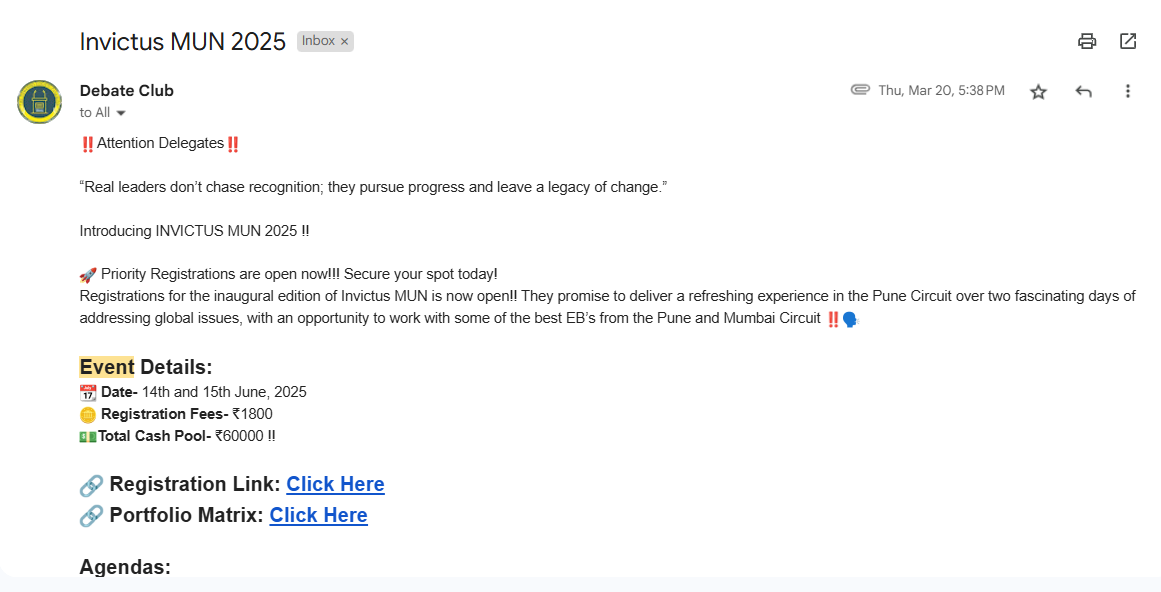 Invictus MUN 2025 Inbox ×
Debate Club
Thu, Mar 20, 5:38 PM
to All
‼️Attention Delegates‼️
“Real leaders don’t chase recognition; they pursue progress and leave a legacy of change.”
Introducing INVICTUS MUN 2025 !!
🚀 Priority Registrations are open now!!! Secure your spot today!
Registrations for the inaugural edition of Invictus MUN is now open!! They promise to deliver a refreshing experience in the Pune Circuit over two fascinating days of
addressing global issues, with an opportunity to work with some of the best EB’s from the Pune and Mumbai Circuit ‼️🗣️
Event Details:
📆 Date- 14th and 15th June, 2025
🪙 Registration Fees- ₹1800
💵Total Cash Pool- ₹60000 !!
🔗 Registration Link: Click Here
🔗 Portfolio Matrix: Click Here
Agendas: